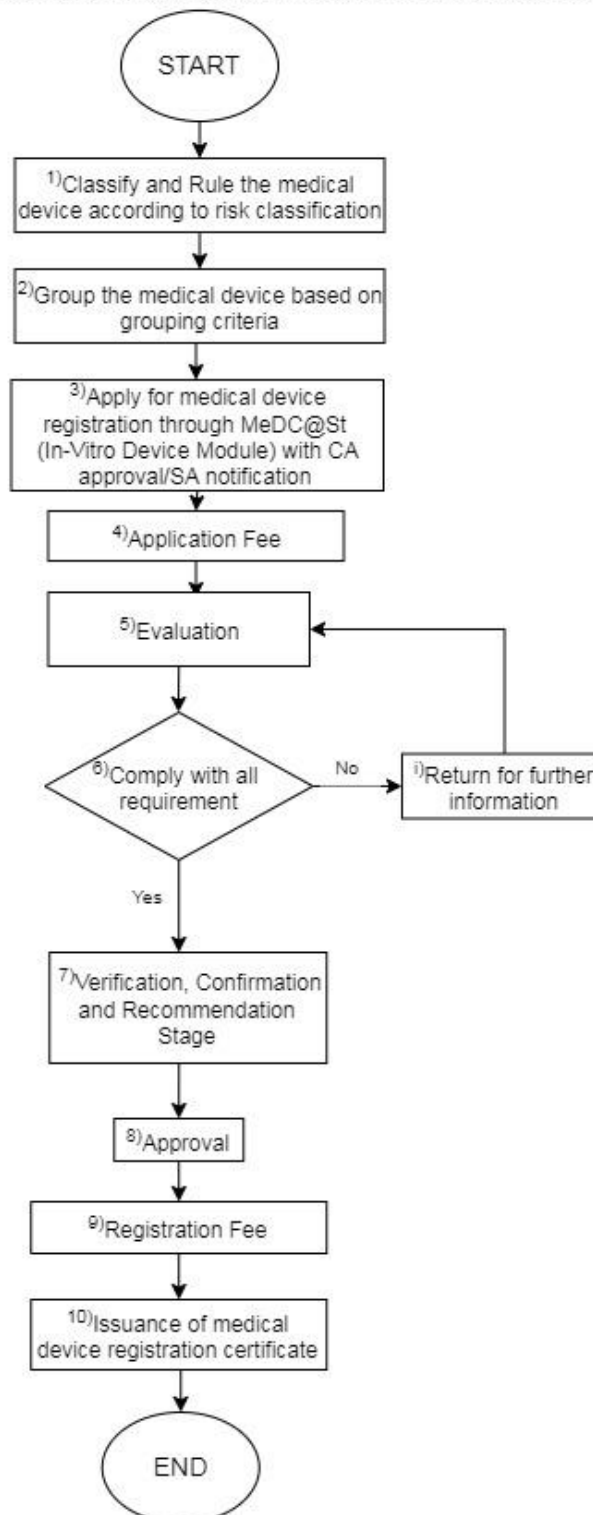 START
1)Classify and Rule the medical
device according to risk classification
2)Group the medical device based on
grouping criteria
3)Apply for medical device
registration through MeDC@St
(In-Vitro Device Module) with CA
approval/SA notification
4)Application Fee
5)Evaluation
6)Comply with all
requirement
No
i)Return for further
information
Yes
7)Verification, Confirmation
and Recommendation
Stage
8)Approval
9)Registration Fee
10)Issuance of medical
device registration certificate
END